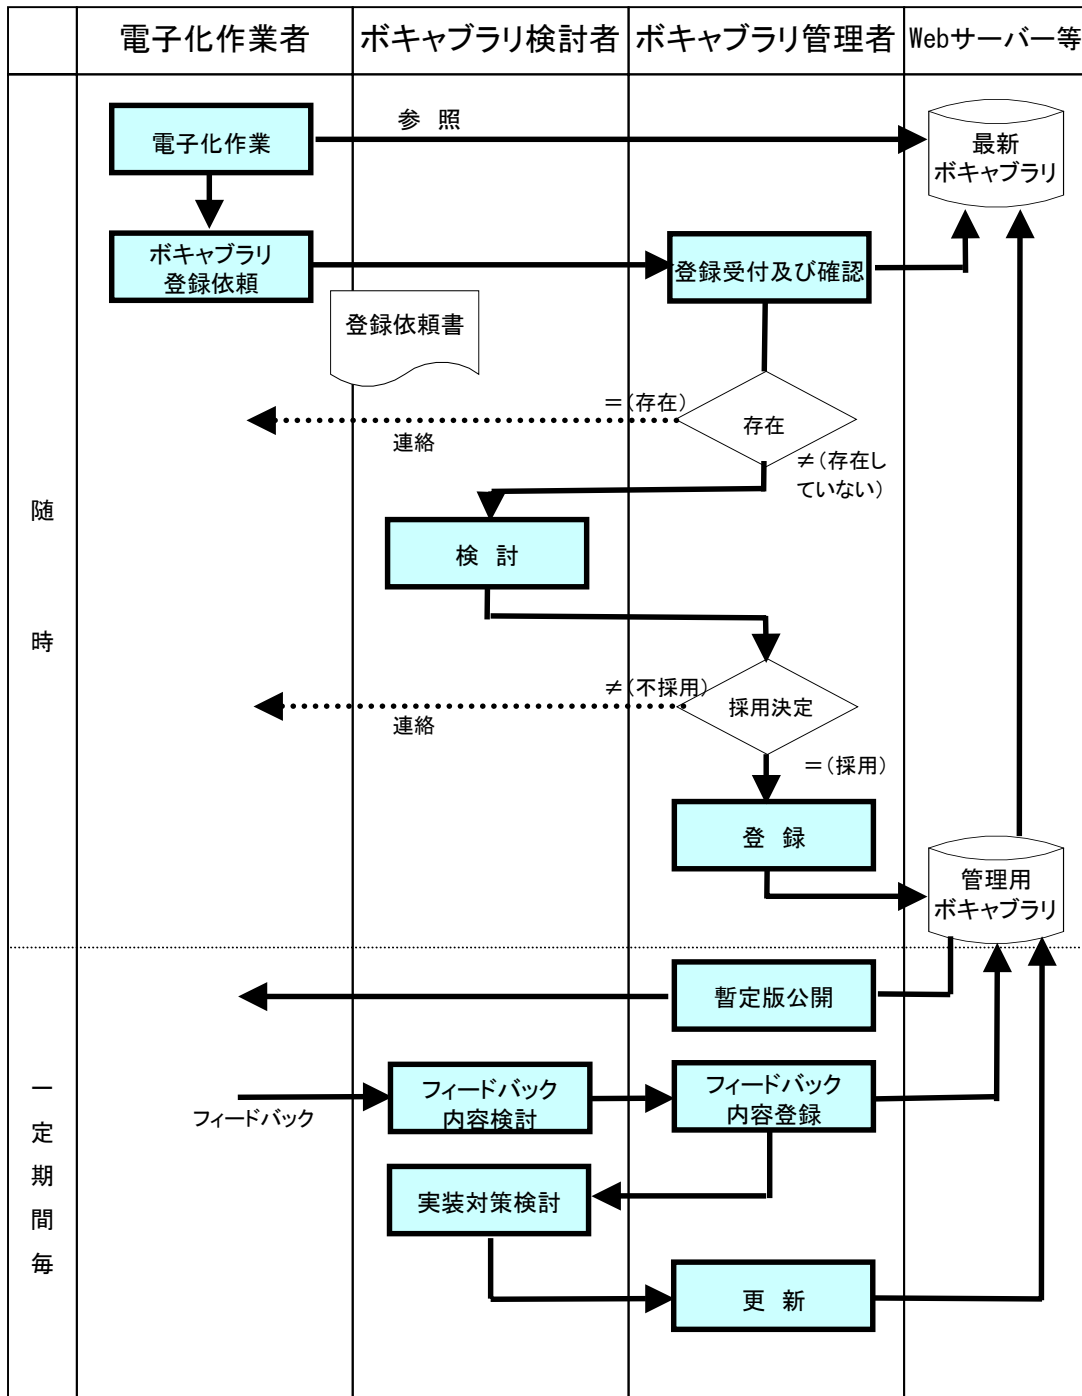 電子化作業者
ボキャブラリ検討者
ボキャブラリ管理者
Webサーバー等
随
時
電子化作業
参 照
最新
ボキャブラリ
ボキャブラリ
登録依頼
登録受付及び確認
登録依頼書
=(存在)
連絡
存在
≠(存在し
ていない)
検 討
≠(不採用)
連絡
採用決定
=(採用)
登 録
管理用
ボキャブラリ
一
定
期
間
毎
暫定版公開
フィードバック
フィードバック
内容検討
フィードバック
内容登録
実装対策検討
更 新